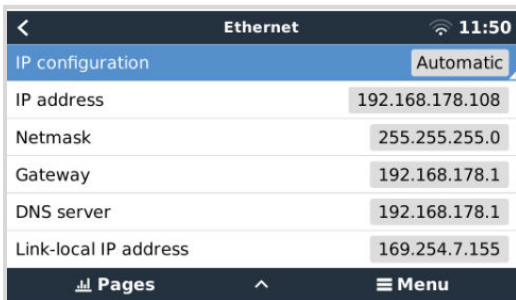 Ethernet 11:50
IP configuration Automatic
IP address 192.168.178.108
Netmask 255.255.255.0
Gateway 192.168.178.1
DNS server 192.168.178.1
Link-local IP address 169.254.7.155
Pages Menu